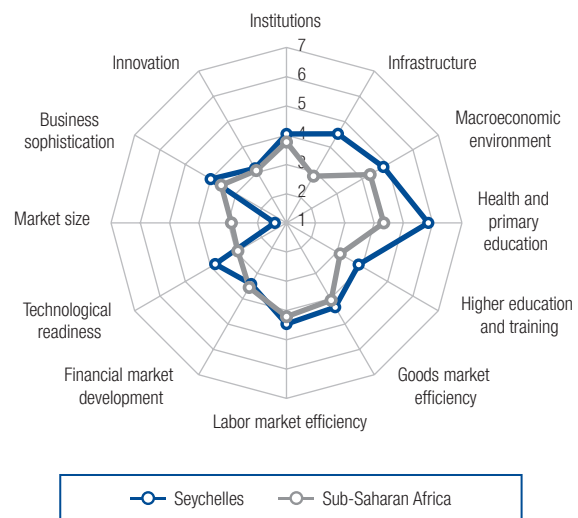 Institutions
Infrastructure
Macroeconomic
environment
Health and
primary
education
Higher education
and training
Goods market
efficiency
Labor market efficiency
Financial market
development
Technological
readiness
Market size
Business
sophistication
Innovation
7
6
5
4
3
2
1
Seychelles
Sub-Saharan Africa